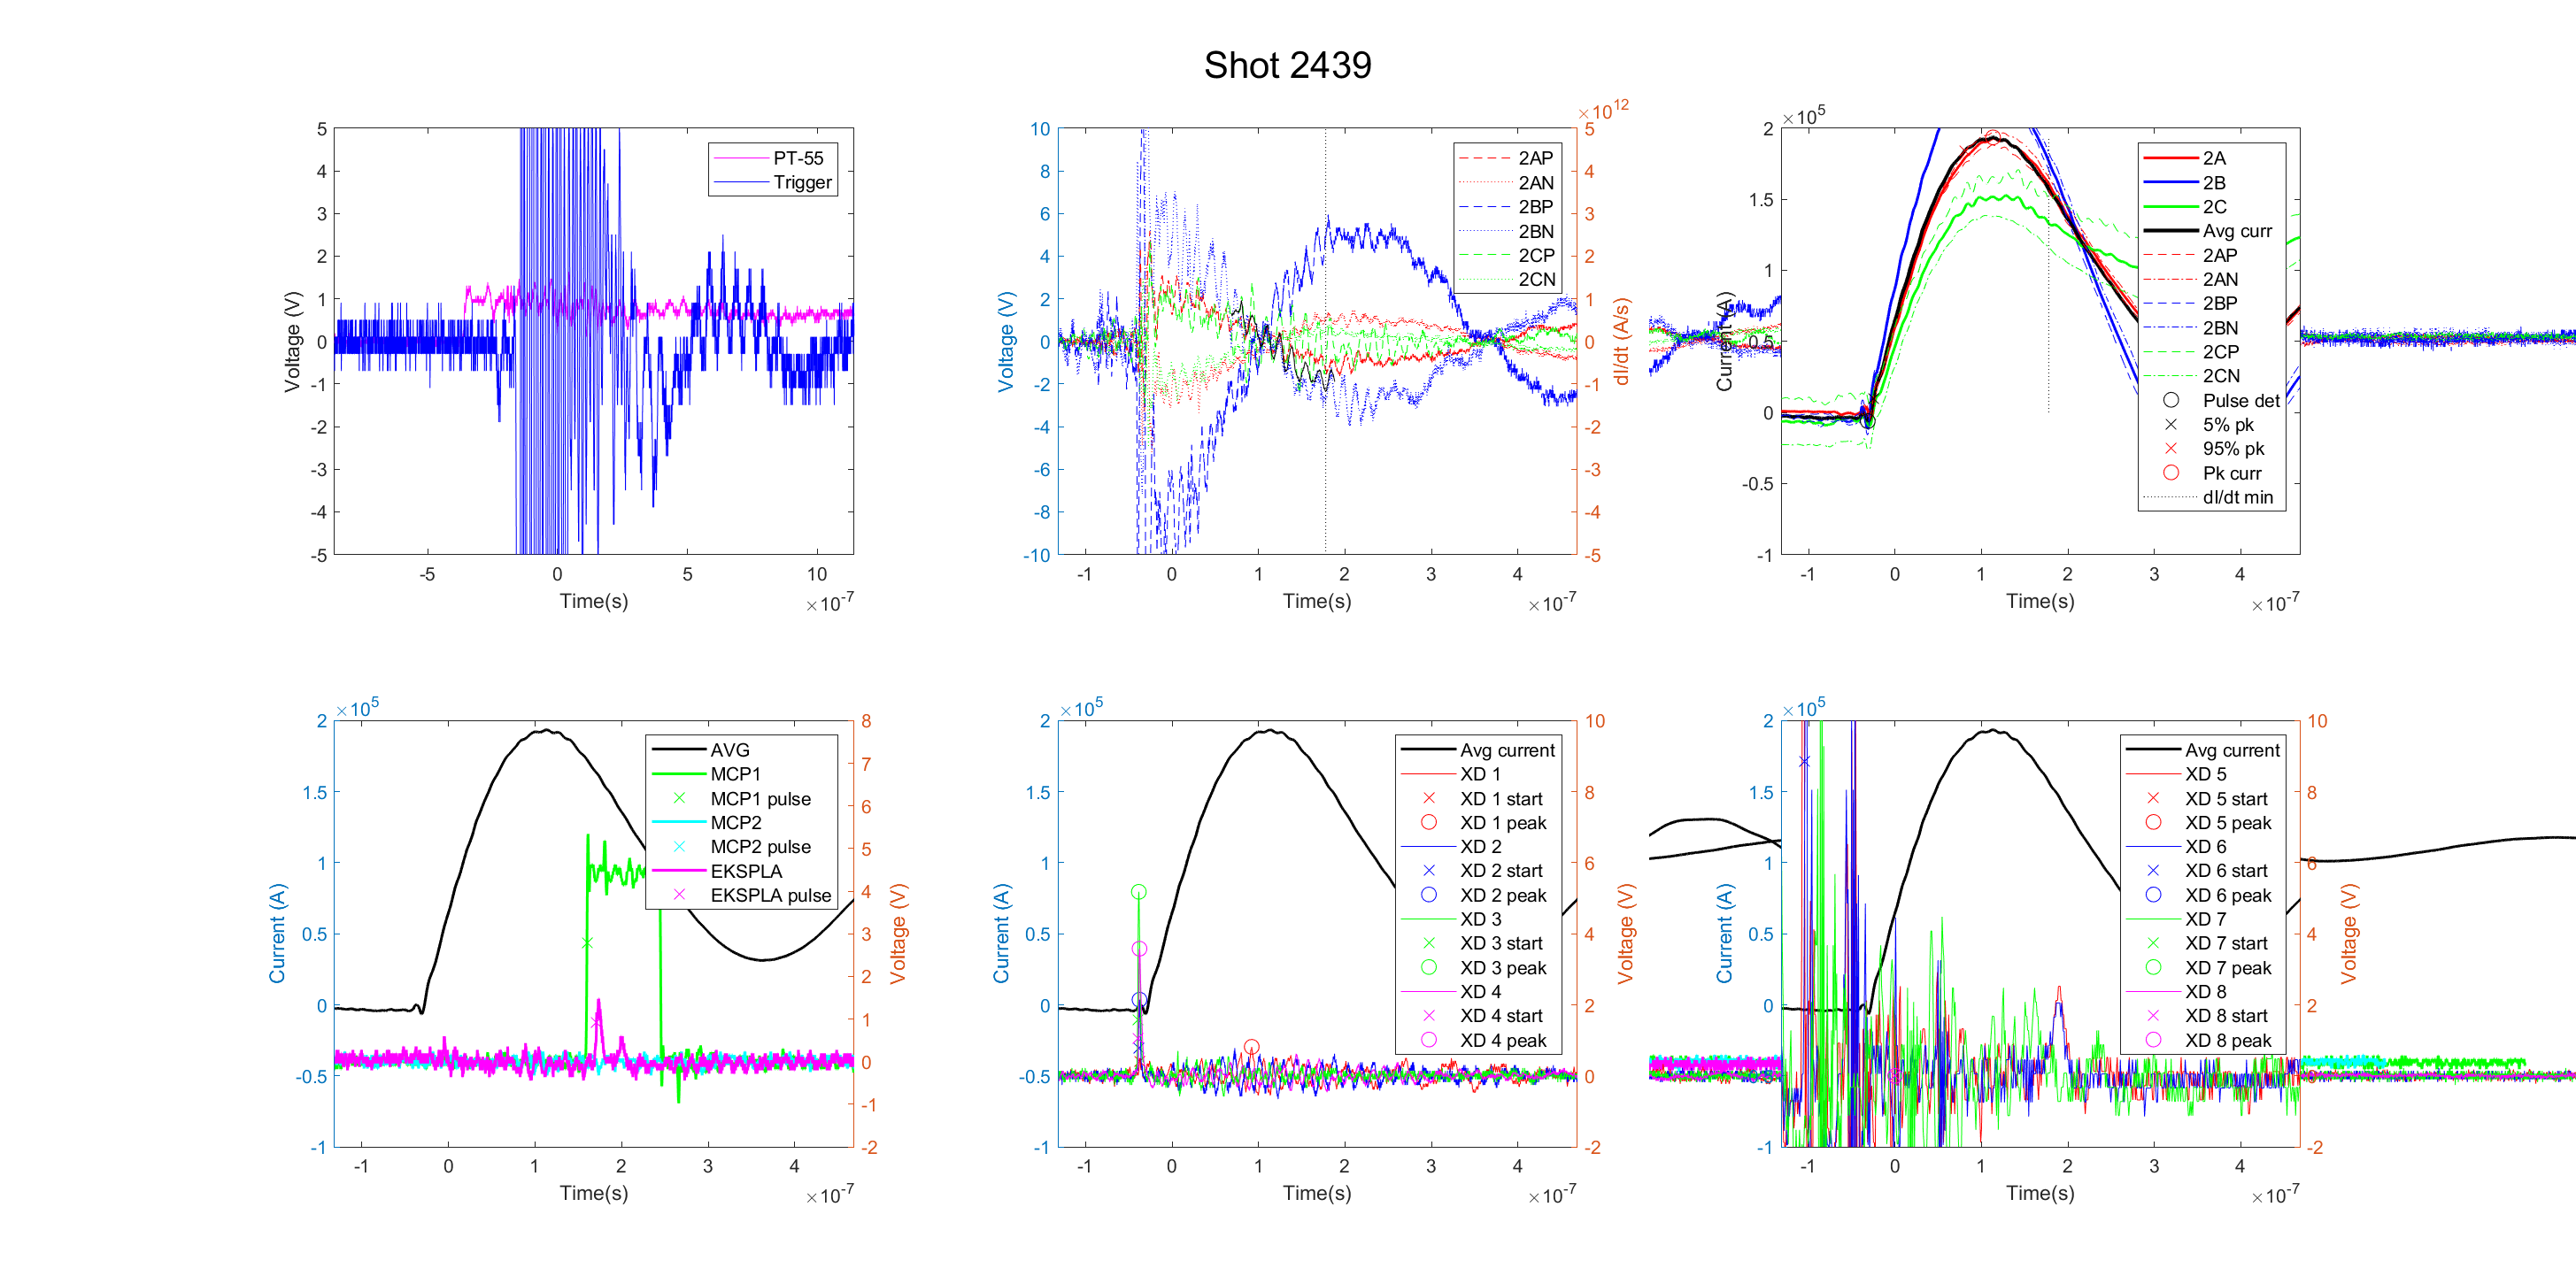 Shot 2439
5
4
3
2
1
0
-1
-2
-3
-4
-5
Voltage (V)
-5
0
5
10
Time(s)
×10-7
PT-55
Trigger
10
8
6
4
2
0
-2
-4
-6
-8
-10
Voltage (V)
-1
0
1
2
3
4
Time(s)
×10-7
×1012
5
4
3
2
1
0
-1
-2
-3
-4
-5
dI/dt (A/s)
2AP
2AN
2BP
2BN
2CP
2CN
×105
2
1.5
1
0.5
0
-0.5
-1
Current (A)
-1
0
1
2
3
4
Time(s)
×10-7
2A
2B
2C
Avg curr
2AP
2AN
2BP
2BN
2CP
2CN
Pulse det
5% pk
95% pk
Pk curr
dI/dt min
×105
2
1.5
1
0.5
0
-0.5
-1
Current (A)
-1
0
1
2
3
4
Time(s)
×10-7
8
7
6
5
4
3
2
1
0
-1
-2
Voltage (V)
AVG
MCP1
MCP1 pulse
MCP2
MCP2 pulse
EKSPLA
EKSPLA pulse
×105
2
1.5
1
0.5
0
-0.5
-1
Current (A)
-1
0
1
2
3
4
Time(s)
×10-7
10
8
6
4
2
0
-2
Voltage (V)
Avg current
XD 1
XD 1 start
XD 1 peak
XD 2
XD 2 start
XD 2 peak
XD 3
XD 3 start
XD 3 peak
XD 4
XD 4 start
XD 4 peak
×105
2
1.5
1
0.5
0
-0.5
-1
Current (A)
-1
0
1
2
3
4
Time(s)
×10-7
10
8
6
4
2
0
-2
Voltage (V)
Avg current
XD 5
XD 5 start
XD 5 peak
XD 6
XD 6 start
XD 6 peak
XD 7
XD 7 start
XD 7 peak
XD 8
XD 8 start
XD 8 peak